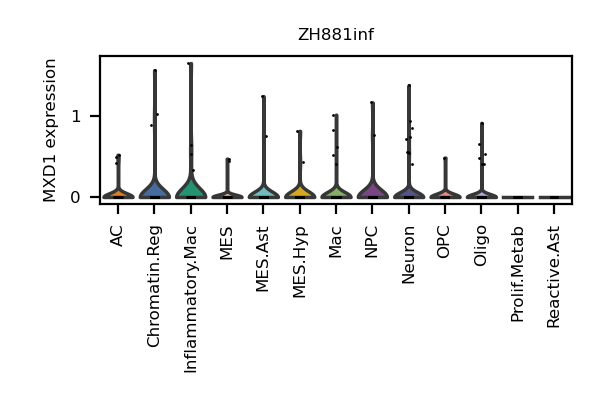 ZH881inf
MXD1 expression
1
0
AC
Chromatin.Reg
Inflammatory.Mac
MES
MES.Ast
MES.Hyp
Mac
NPC
Neuron
OPC
Oligo
Prolif.Metab
Reactive.Ast